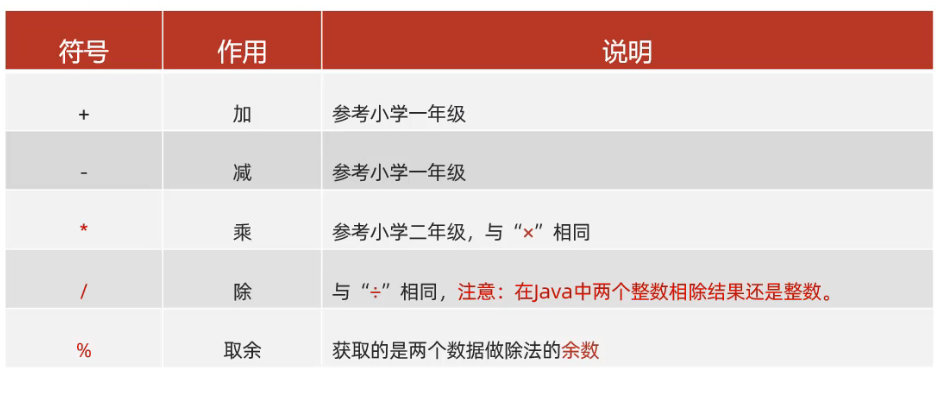 符号 作用 说明
+ 加 参考小学一年级
- 减 参考小学一年级
* 乘 参考小学二年级，与“×”相同
/ 除 与“÷”相同，注意：在Java中两个整数相除结果还是整数。
% 取余 获取的是两个数据做除法的余数